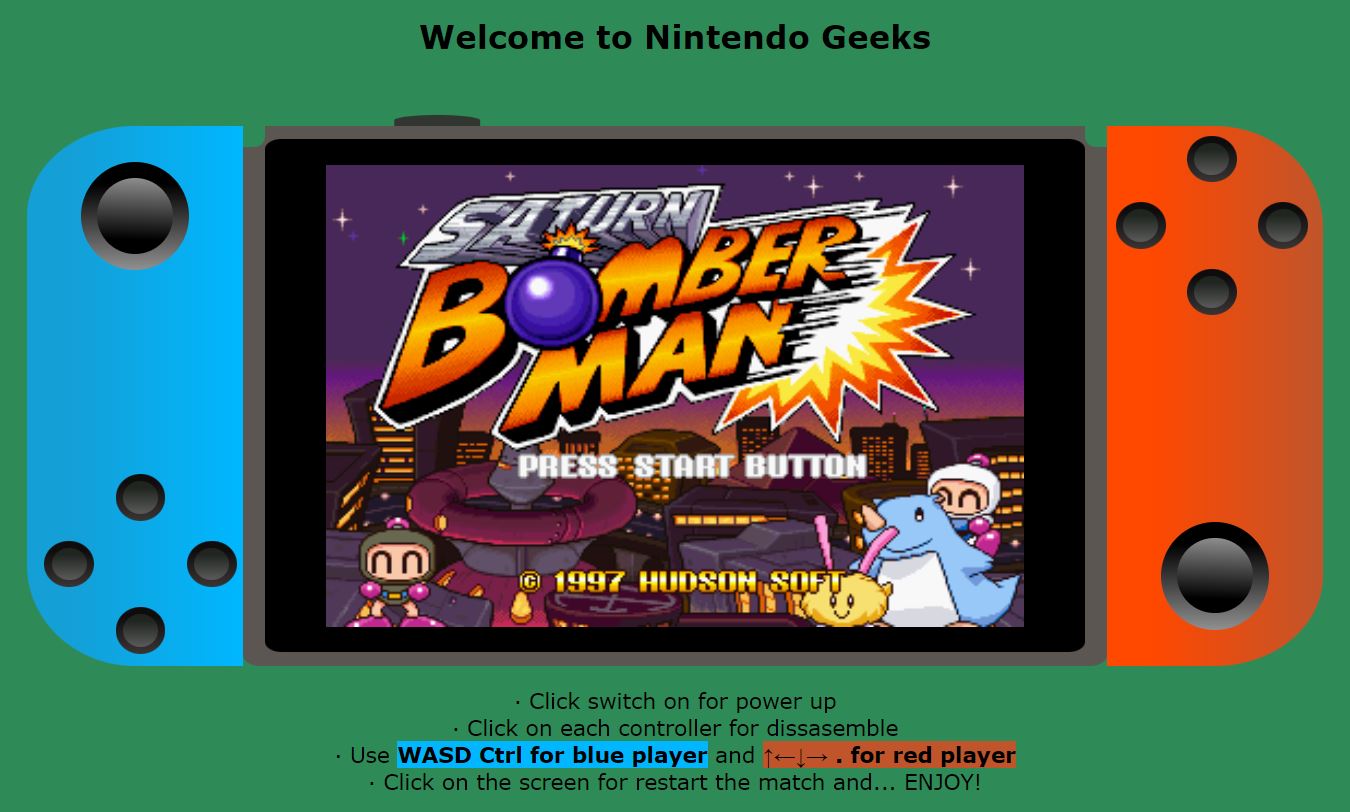 Welcome to Nintendo Geeks
SATURN
BOMBER
MAN
PRESS START BUTTON
© 1997 HUDSON SOFT
· Click switch on for power up
· Click on each controller for dissasemble
· Use WASD Ctrl for blue player and ↑←↓→ . for red player
· Click on the screen for restart the match and... ENJOY!